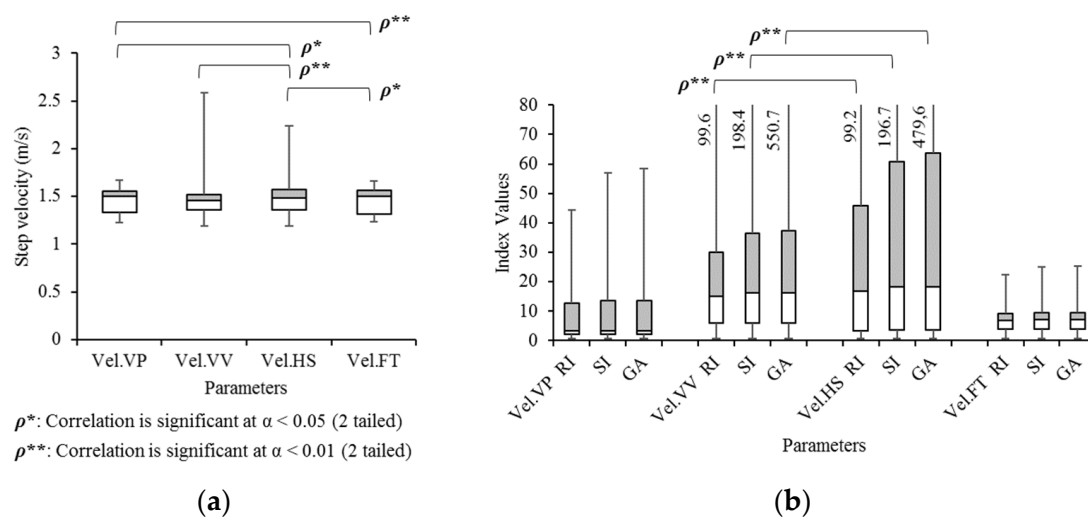 ρ**
ρ*
ρ**
ρ*
3
2.5
2
1.5
1
0.5
0
Step velocity (m/s)
Vel.VP Vel.VV Vel.HS Vel.FT
Parameters
ρ*: Correlation is significant at α < 0.05 (2 tailed)
ρ**: Correlation is significant at α < 0.01 (2 tailed)
(a)
ρ**
ρ**
ρ**
80
70
60
50
40
30
20
10
0
Index Values
99.6
198.4
550.7
99.2
196.7
479,6
Vel.VP RI
SI
GA
Vel.VV RI
SI
GA
Vel.HS RI
SI
GA
Vel.FT RI
SI
GA
Parameters
(b)